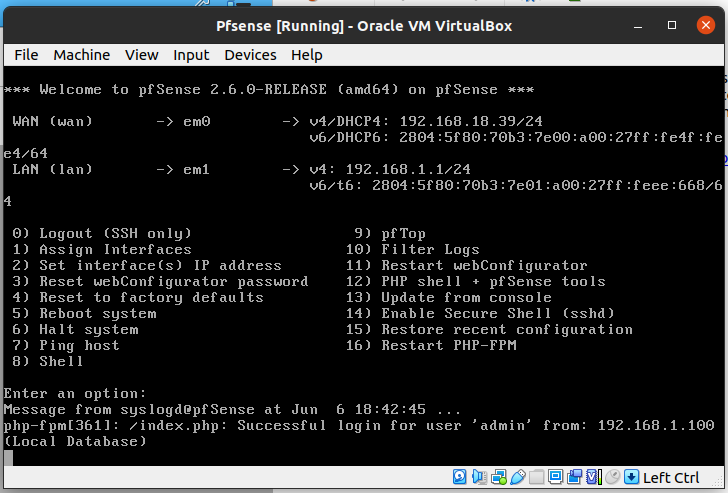 Pfsense [Running] - Oracle VM VirtualBox
File Machine View Input Devices Help
*** Welcome to pfSense 2.6.0-RELEASE (amd64) on pfSense ***
WAN (wan) -> em0 -> v4/DHCP4: 192.168.18.39/24
v6/DHCP6: 2804:5f80:70b3:7e00:a00:27ff:fe4f:fe
e4/64
LAN (lan) -> em1 -> v4: 192.168.1.1/24
v6/t6: 2804:5f80:70b3:7e01:a00:27ff:feee:668/6
4
0) Logout (SSH only) 9) pfTop
1) Assign Interfaces 10) Filter Logs
2) Set interface(s) IP address 11) Restart webConfigurator
3) Reset webConfigurator password 12) PHP shell + pfSense tools
4) Reset to factory defaults 13) Update from console
5) Reboot system 14) Enable Secure Shell (sshd)
6) Halt system 15) Restore recent configuration
7) Ping host 16) Restart PHP-FPM
8) Shell
Enter an option:
Message from syslogd@pfSense at Jun 6 18:42:45 ...
php-fpm[361]: /index.php: Successful login for user 'admin' from: 192.168.1.100
(Local Database)
Left Ctrl